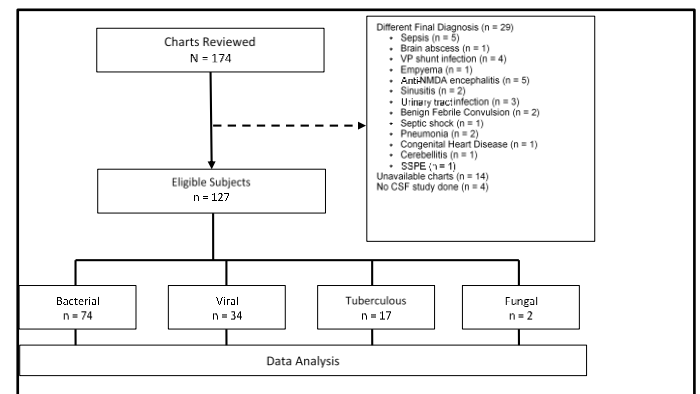 Charts Reviewed
N = 174
Different Final Diagnosis (n = 29)
• Sepsis (n = 5)
• Brain abscess (n = 1)
• VP shunt infection (n = 4)
• Empyema (n = 1)
• Anti-NMDA encephalitis (n = 5)
• Sinusitis (n = 2)
• Urinary tract infection (n = 3)
• Benign Febrile Convulsion (n = 2)
• Septic shock (n = 1)
• Pneumonia (n = 2)
• Congenital Heart Disease (n = 1)
• Cerebellitis (n = 1)
• SSPE (n = 1)
Unavailable charts (n = 14)
No CSF study done (n = 4)
Eligible Subjects
n = 127
Bacterial
n = 74
Viral
n = 34
Tuberculous
n = 17
Fungal
n = 2
Data Analysis